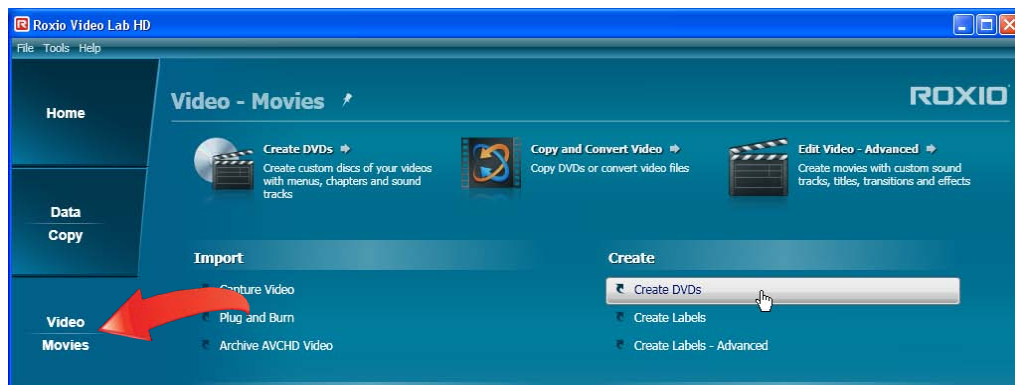 Roxio Video Lab HD
File Tools Help
Home
Data
Copy
Video
Movies
Video - Movies
ROXIO
Create DVDs
Create custom discs of your videos
with menus, chapters and sound
tracks
Copy and Convert Video
Copy DVDs or convert video files
Edit Video - Advanced
Create movies with custom sound
tracks, titles, transitions and effects
Import
Capture Video
Plug and Burn
Archive AVCHD Video
Create
Create DVDs
Create Labels
Create Labels - Advanced